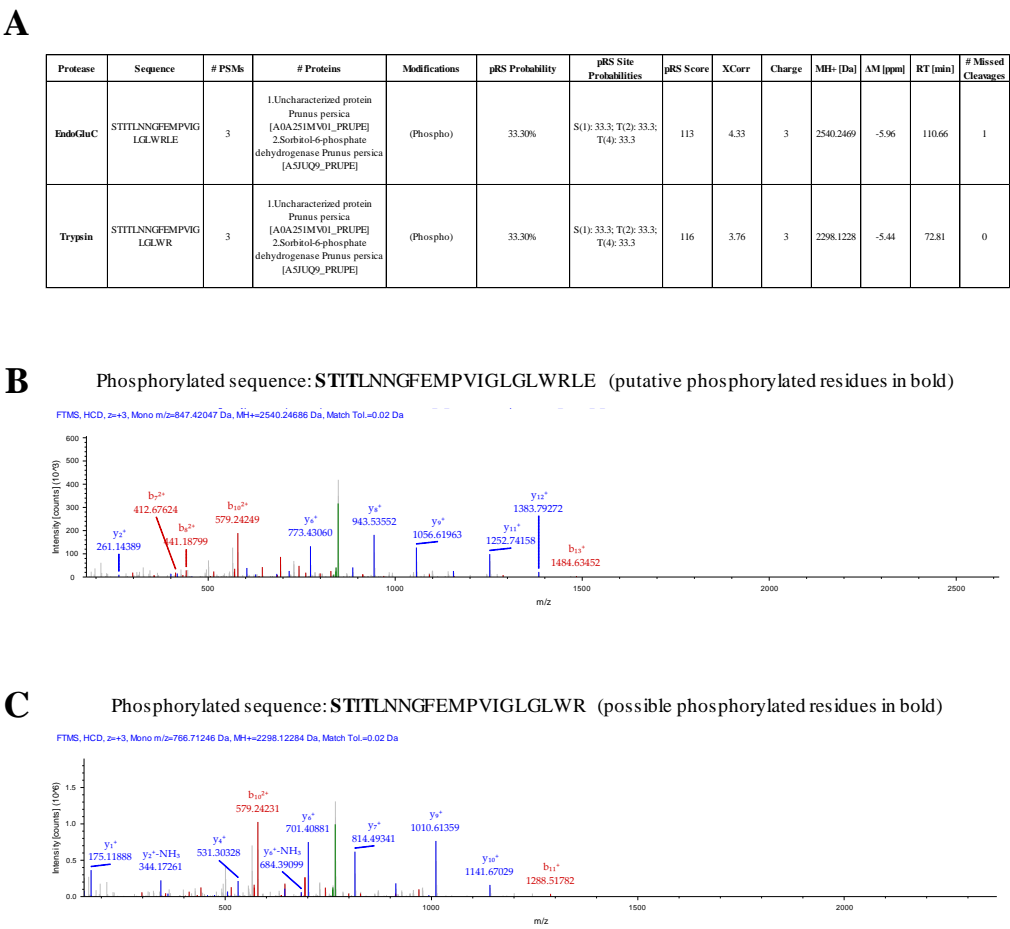 A
Protease Sequence # PSMs # Proteins Modifications pRS Probability pRS Site Probabilities pRS Score XCorr Charge MH+ [Da] ΔM [ppm] RT [min] # Missed Cleavages
EndoGluC STITLNNGFEMPVIG LGLWRLE 3 1.Uncharacterized protein Prunus persica [A0A251MV01_PRUPE] 2.Sorbitol-6-phosphate dehydrogenase Prunus persica [A5JUQ9_PRUPE] (Phospho) 33.30% S(1): 33.3; T(2): 33.3; T(4): 33.3 113 4.33 3 2540.2469 -5.96 110.66 1
Trypsin STITLNNGFEMPVIG LGLWR 3 1.Uncharacterized protein Prunus persica [A0A251MV01_PRUPE] 2.Sorbitol-6-phosphate dehydrogenase Prunus persica [A5JUQ9_PRUPE] (Phospho) 33.30% S(1): 33.3; T(2): 33.3; T(4): 33.3 116 3.76 3 2298.1228 -5.44 72.81 0
B
Phosphorylated sequence: STITLNNGFEMPVIGLGLWRLE (putative phosphorylated residues in bold)
FTMS, HCD, z=+3, Mono m/z=847.42047 Da, MH+=2540.24686 Da, Match Tol.=0.02 Da
Intensity [counts] (10^3)
600
500
400
300
200
100
0
y₂⁺
261.14389
b₇²⁺
412.67624
b₈²⁺
441.18799
b₁₀²⁺
579.24249
y₆⁺
773.43060
y₈⁺
943.53552
y₉⁺
1056.61963
y₁₁⁺
1252.74158
y₁₂⁺
1383.79272
b₁₃⁺
1484.63452
500 1000 1500 2000 2500
m/z
C
Phosphorylated sequence: STITLNNGFEMPVIGLGLWR (possible phosphorylated residues in bold)
FTMS, HCD, z=+3, Mono m/z=766.71246 Da, MH+=2298.12284 Da, Match Tol.=0.02 Da
Intensity [counts] (10^6)
1.5
1.0
0.5
0.0
y₁⁺
175.11888
y₂⁺-NH₃
344.17261
y₄⁺
531.30328
b₁₀²⁺
579.24231
y₆⁺-NH₃
684.39099
y₆⁺
701.40881
y₇⁺
814.49341
y₉⁺
1010.61359
y₁₀⁺
1141.67029
b₁₁⁺
1288.51782
500 1000 1500 2000
m/z